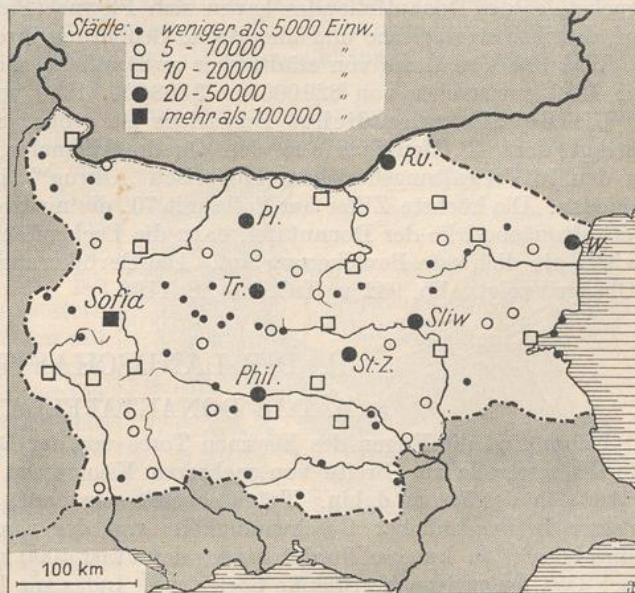 Städte: • weniger als 5000 Einw.
○ 5 - 10000 "
□ 10 - 20000 "
● 20 - 50000 "
■ mehr als 100000 "
Ru.
Pl.
W.
Tr.
Sofia
Sliw
St.-Z.
Phil.
100 km